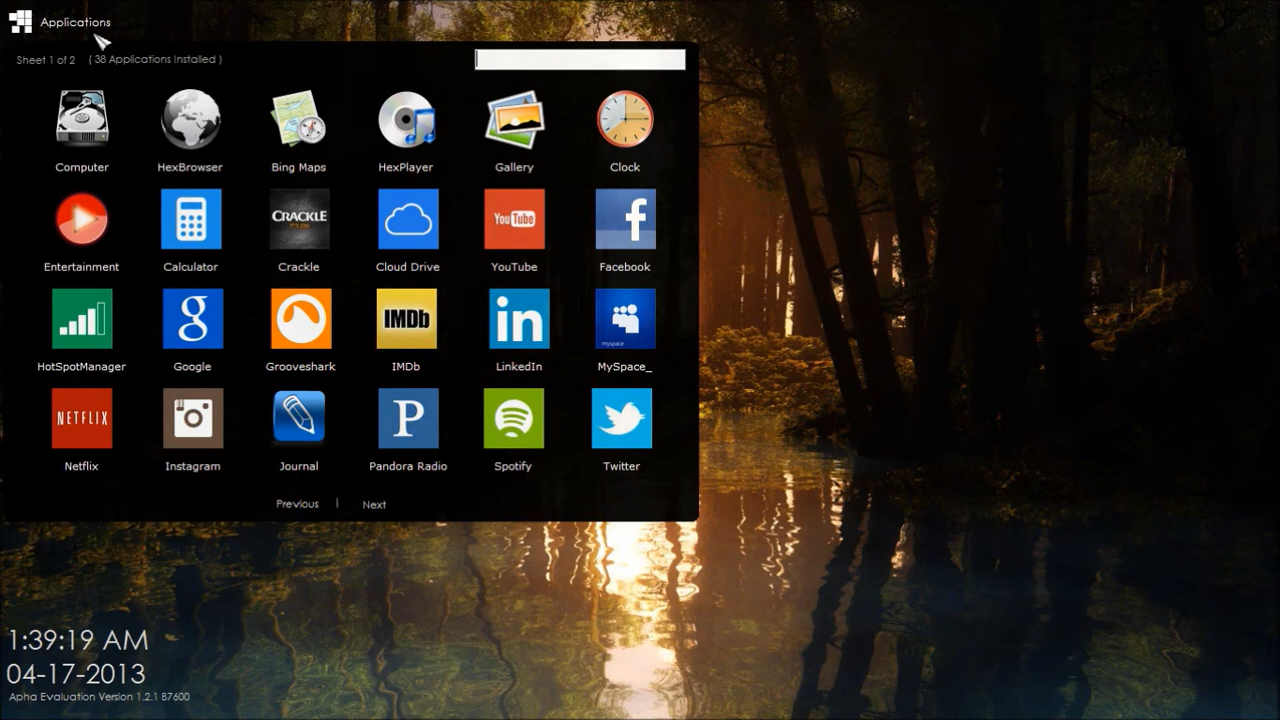 Applications
Sheet 1 of 2 ( 38 Applications Installed )
Computer HexBrowser Bing Maps HexPlayer Gallery Clock
CRACKLE YouTube f
IT'S ON
Entertainment Calculator Crackle Cloud Drive YouTube Facebook
g IMDb in
myspace
HotSpotManager Google Grooveshark IMDb LinkedIn MySpace_
NETFLIX P
Netflix Instagram Journal Pandora Radio Spotify Twitter
Previous | Next
1:39:19 AM
04-17-2013
Apha Evaluation Version 1.2.1 B7600